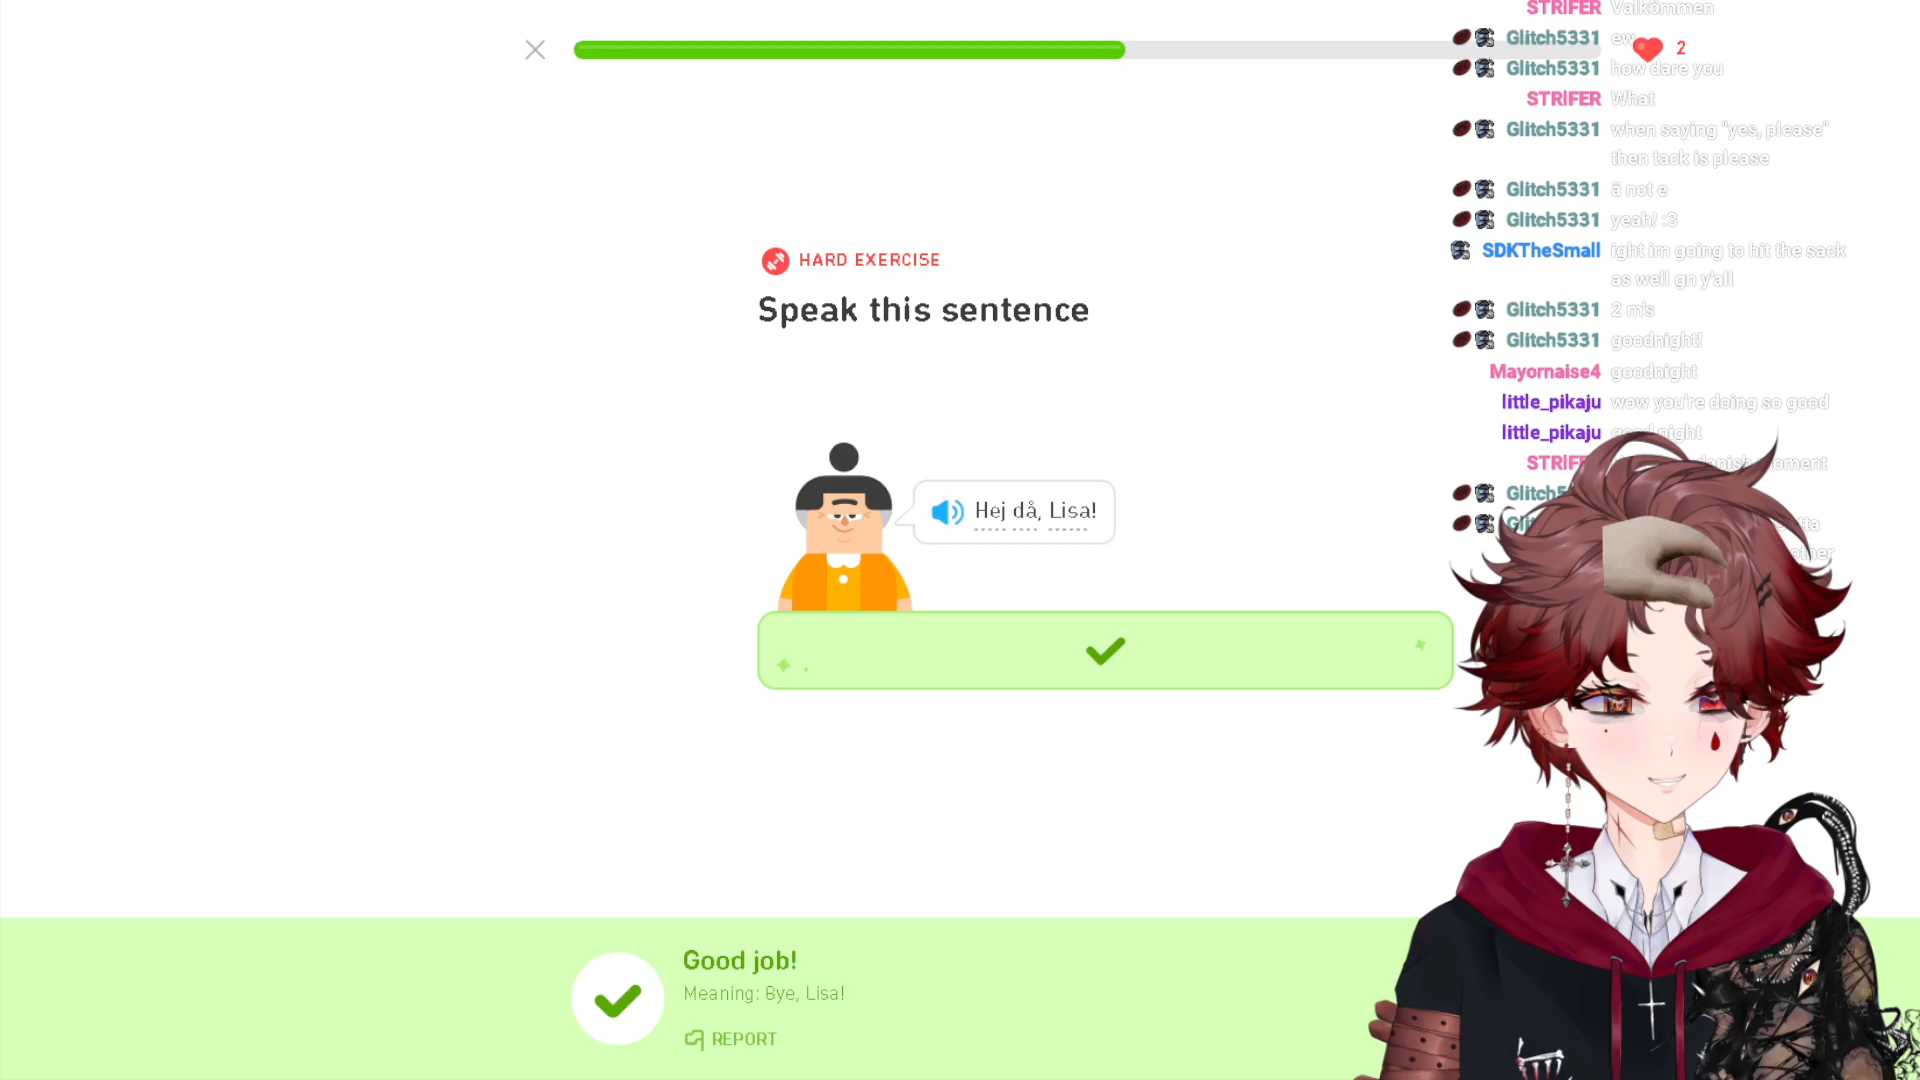 STRIFER Valkömmen
Glitch5331 ew
2
Glitch5331 how dare you
STRIFER What
Glitch5331 when saying "yes, please"
then tack is please
Glitch5331 ä not e
Glitch5331 yeah! :3
SDKTheSmall ight im going to hit the sack
as well gn y'all
Glitch5331 2 m's
Glitch5331 goodnight!
Mayornaise4 goodnight
little_pikaju wow you're doing so good
little_pikaju good night
HARD EXERCISE
Speak this sentence
Hej då, Lisa!
Good job!
Meaning: Bye, Lisa!
REPORT